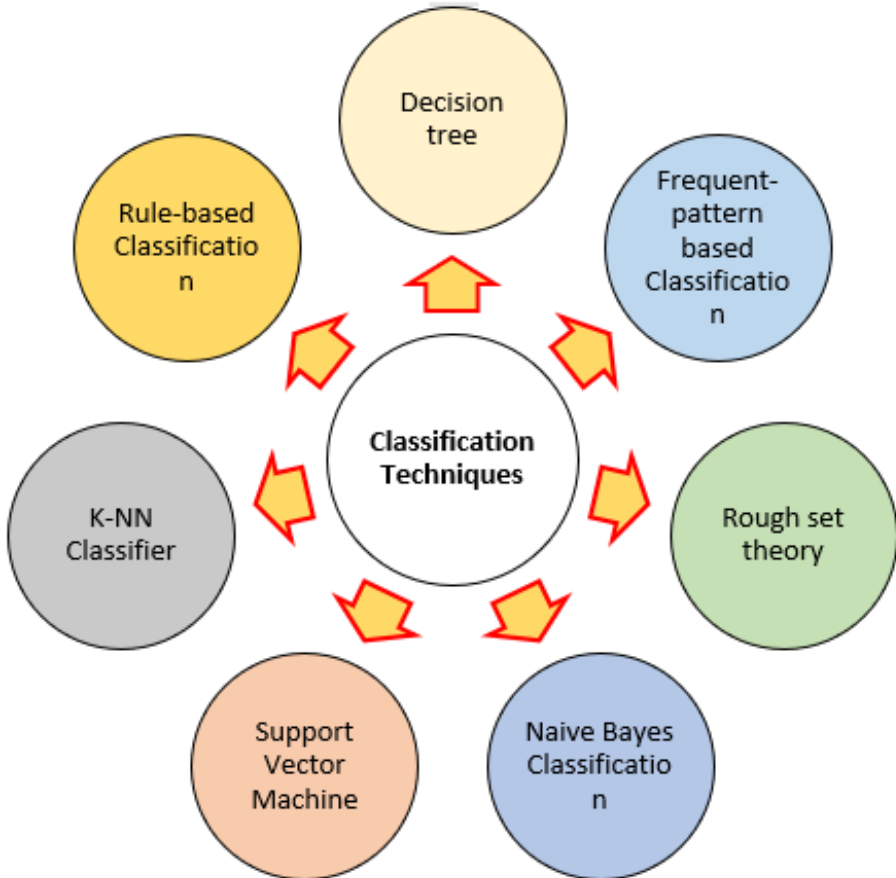 Decision
tree
Frequent-
pattern
based
Classificatio
n
Rough set
theory
Naive Bayes
Classificatio
n
Support
Vector
Machine
K-NN
Classifier
Rule-based
Classificatio
n
Classification
Techniques